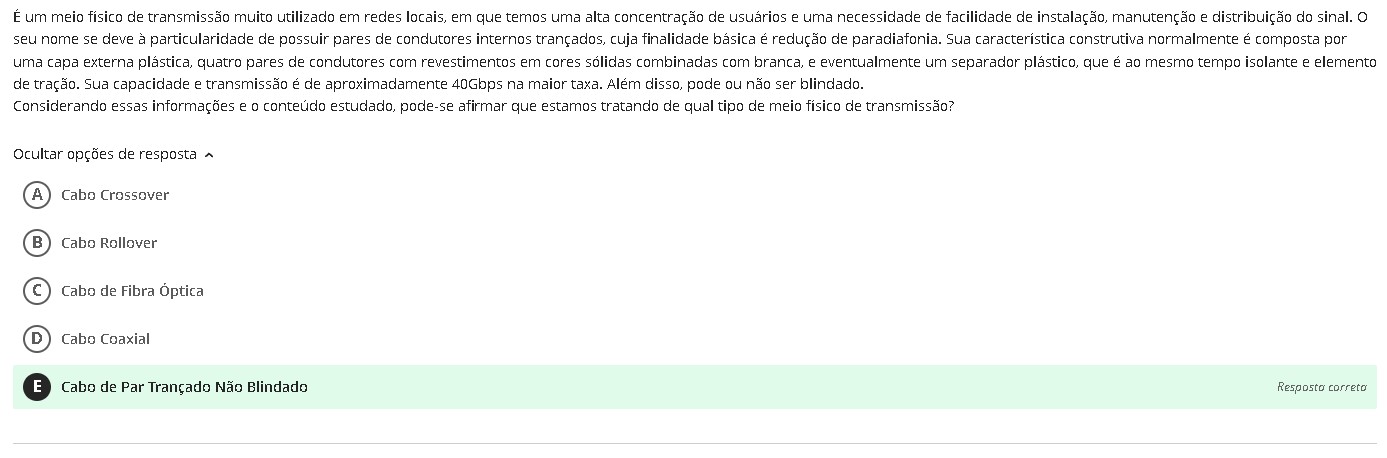 É um meio físico de transmissão muito utilizado em redes locais, em que temos uma alta concentração de usuários e uma necessidade de facilidade de instalação, manutenção e distribuição do sinal. O
seu nome se deve à particularidade de possuir pares de condutores internos trançados, cuja finalidade básica é redução de paradiafonia. Sua característica construtiva normalmente é composta por
uma capa externa plástica, quatro pares de condutores com revestimentos em cores sólidas combinadas com branca, e eventualmente um separador plástico, que é ao mesmo tempo isolante e elemento
de tração. Sua capacidade e transmissão é de aproximadamente 40Gbps na maior taxa. Além disso, pode ou não ser blindado.
Considerando essas informações e o conteúdo estudado, pode-se afirmar que estamos tratando de qual tipo de meio físico de transmissão?
Ocultar opções de resposta
A Cabo Crossover
B Cabo Rollover
C Cabo de Fibra Óptica
D Cabo Coaxial
E Cabo de Par Trançado Não Blindado Resposta correta